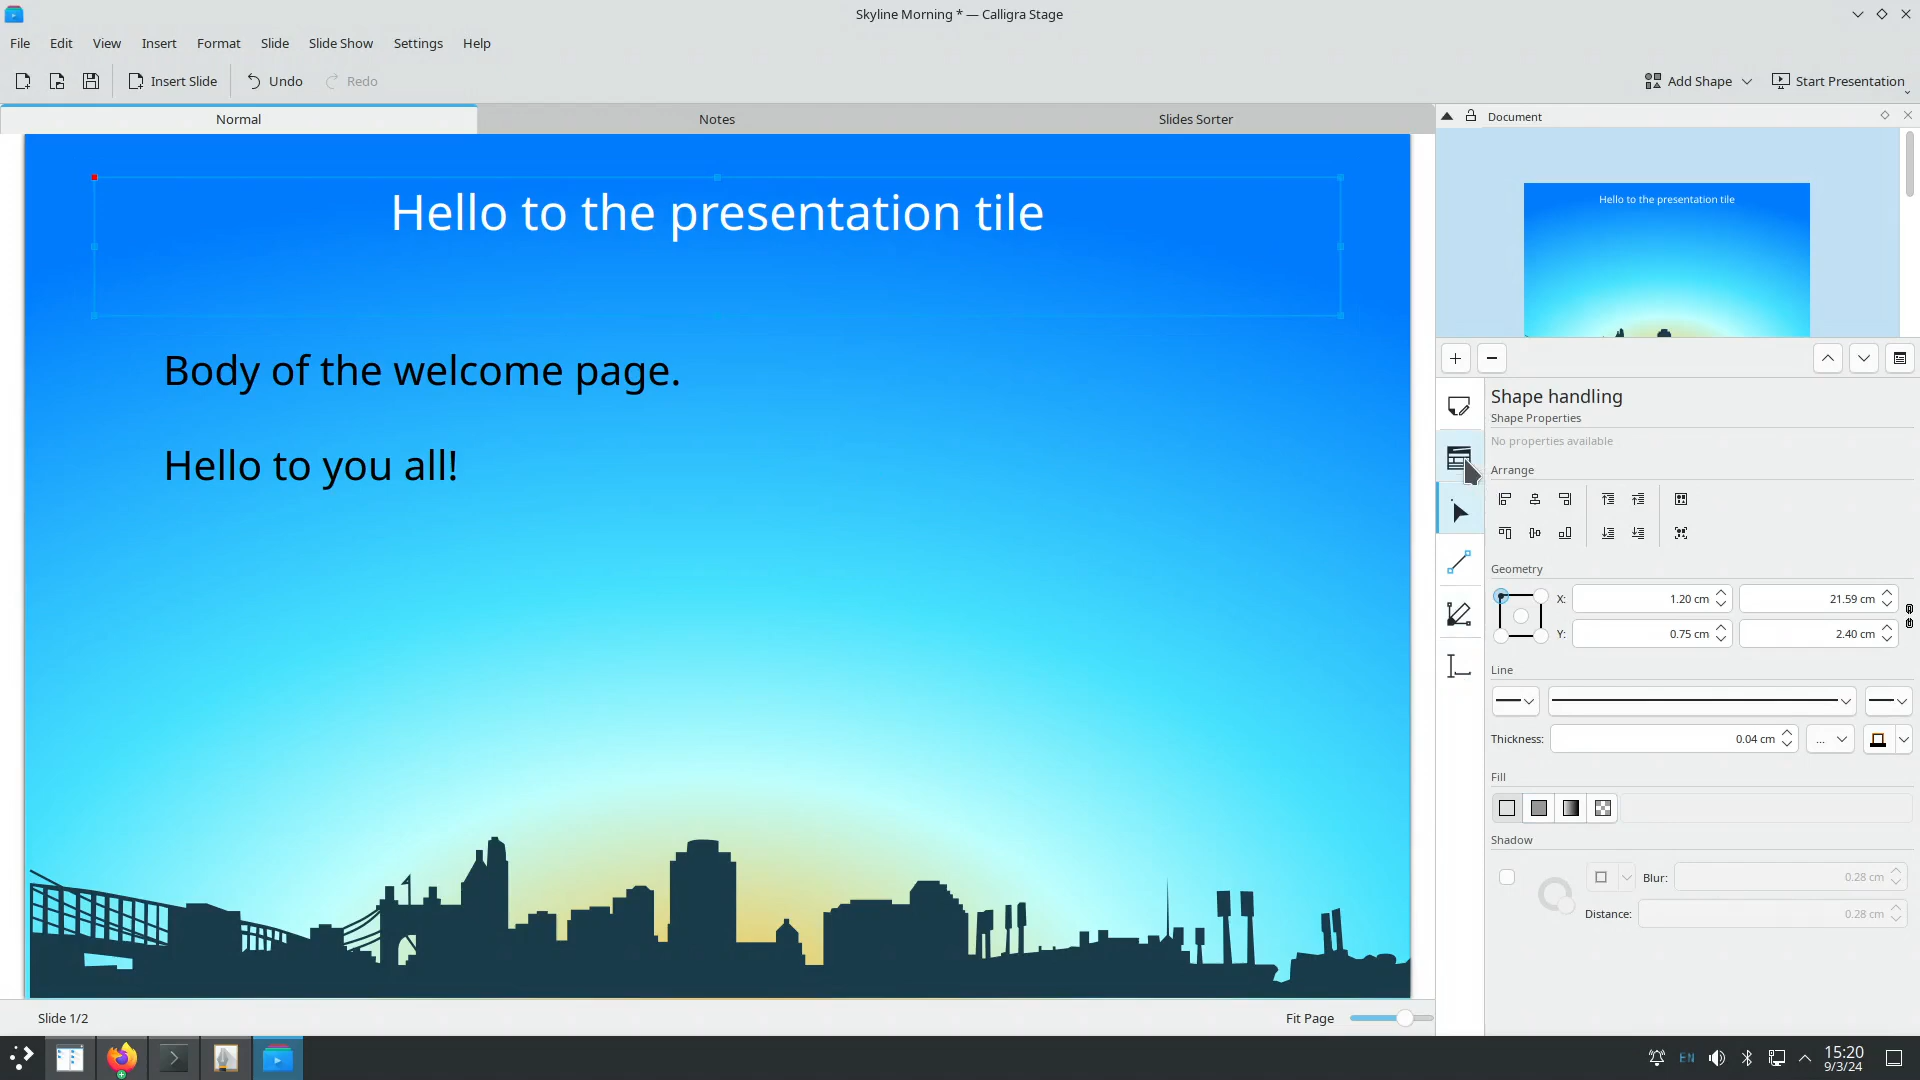 Skyline Morning * — Calligra Stage
File Edit View Insert Format Slide Slide Show Settings Help
Insert Slide Undo Redo Add Shape Start Presentation
Normal Notes Slides Sorter
Document
Hello to the presentation tile
Body of the welcome page.
Hello to you all!
Hello to the presentation tile
Shape handling
Shape Properties
No properties available
Arrange
Geometry
X: 1.20 cm 21.59 cm
Y: 0.75 cm 2.40 cm
Line
Thickness: 0.04 cm ...
Fill
Shadow
Blur: 0.28 cm
Distance: 0.28 cm
Slide 1/2
Fit Page
EN
15:20
9/3/24